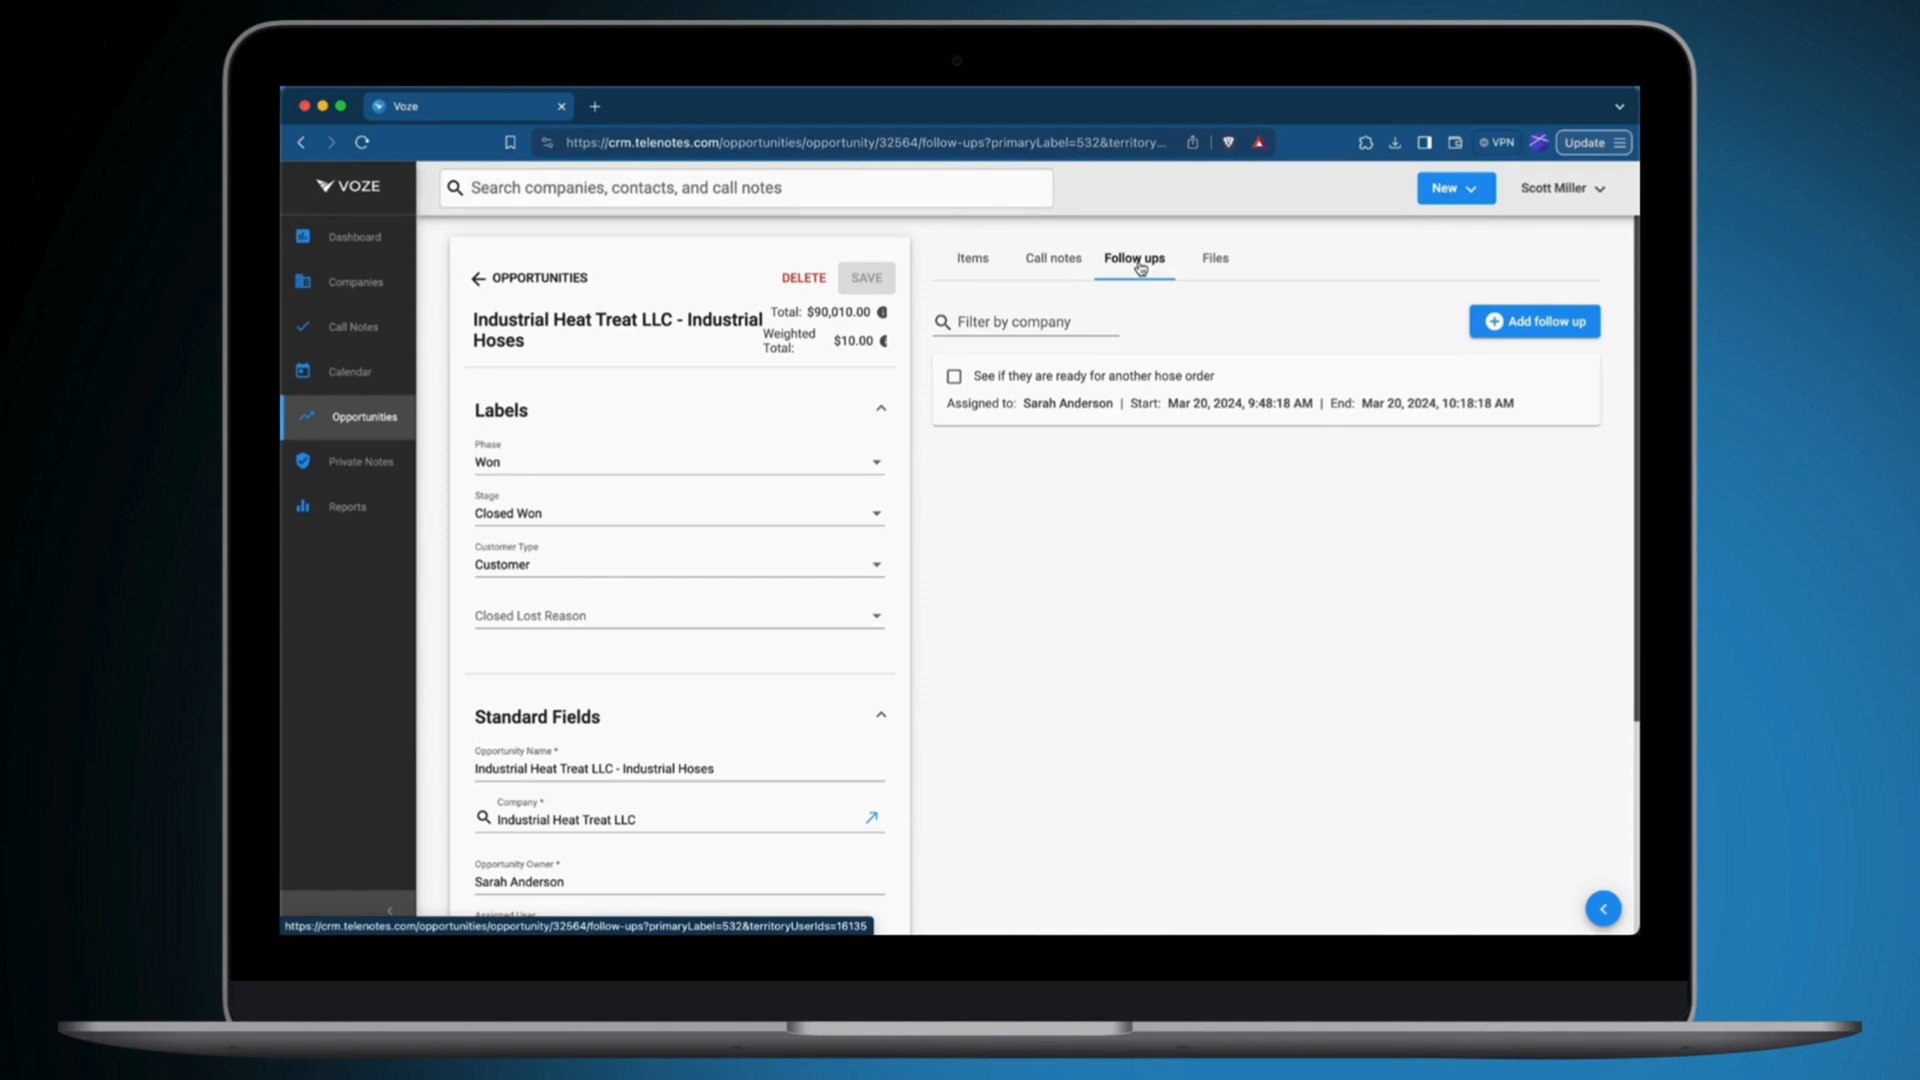 Voze
https://crm.telenotes.com/opportunities/opportunity/32564/follow-ups?primaryLabel=532&territory...
VPN
Update
VOZE
Search companies, contacts, and call notes
New
Scott Miller
Dashboard
Companies
Call Notes
Calendar
Opportunities
Private Notes
Reports
OPPORTUNITIES
DELETE
SAVE
Industrial Heat Treat LLC - Industrial
Hoses
Total: $90,010.00
Weighted
Total:
$10.00
Labels
Phase
Won
Stage
Closed Won
Customer Type
Customer
Closed Lost Reason
Standard Fields
Opportunity Name *
Industrial Heat Treat LLC - Industrial Hoses
Company *
Industrial Heat Treat LLC
Opportunity Owner *
Sarah Anderson
Assigned User
Items
Call notes
Follow ups
Files
Filter by company
Add follow up
See if they are ready for another hose order
Assigned to: Sarah Anderson | Start: Mar 20, 2024, 9:48:18 AM | End: Mar 20, 2024, 10:18:18 AM
https://crm.telenotes.com/opportunities/opportunity/32564/follow-ups?primaryLabel=532&territoryUserIds=16135